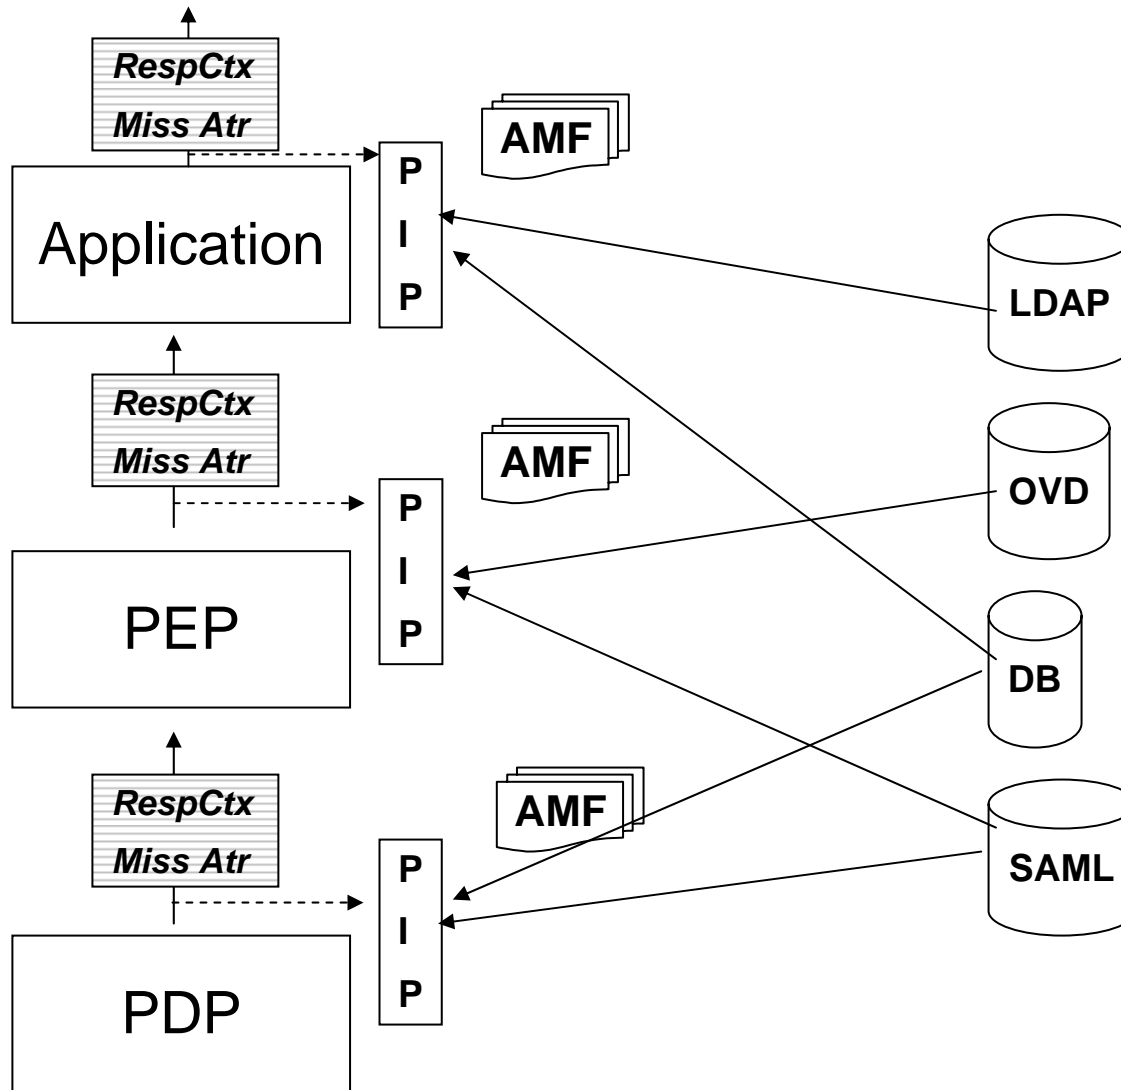 RespCtx
Miss Atr
Application
P
I
P
AMF
LDAP
RespCtx
Miss Atr
PEP
P
I
P
AMF
OVD
DB
RespCtx
Miss Atr
PDP
P
I
P
AMF
SAML